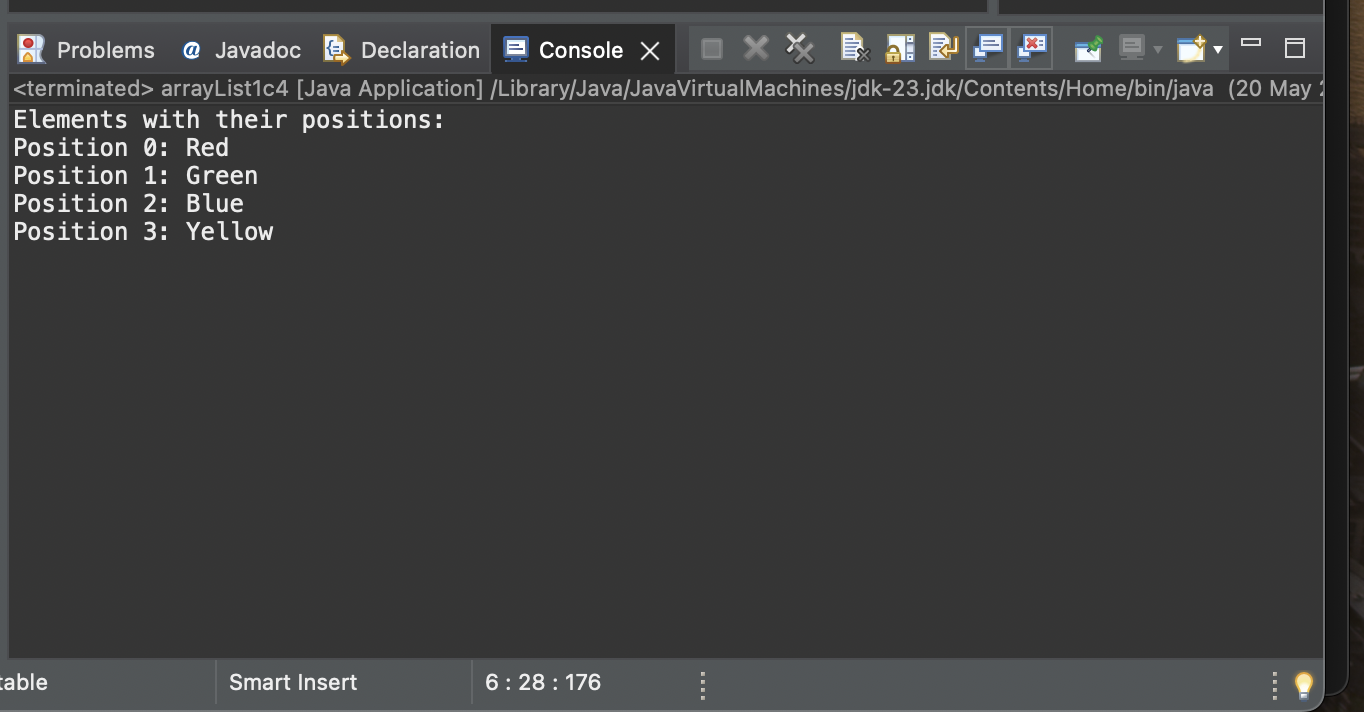 Problems @ Javadoc Declaration Console
<terminated> arrayList1c4 [Java Application] /Library/Java/JavaVirtualMachines/jdk-23.jdk/Contents/Home/bin/java (20 May
Elements with their positions:
Position 0: Red
Position 1: Green
Position 2: Blue
Position 3: Yellow
table Smart Insert 6 : 28 : 176